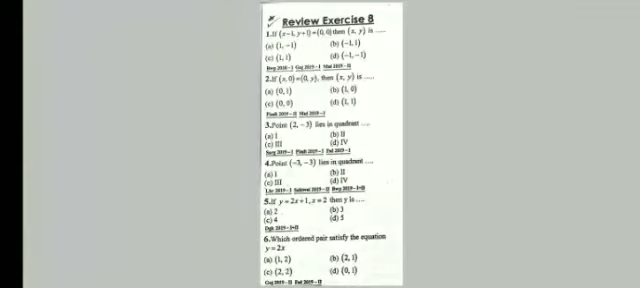 Review Exercise 8
1.If (x-1, y+1)=(0,0) then (x, y) is ....
(a) (1, -1) (b) (-1, 1)
(c) (1, 1) (d) (-1, -1)
2.If (x, 0)=(0, y), then (x, y) is ....
(a) (0, 1) (b) (1, 0)
(c) (0, 0) (d) (1, 1)
3.Point (2, -3) lies in quadrant ....
(a) I (b) II
(c) III (d) IV
4.Point (-3, -3) lies in quadrant ....
(a) I (b) II
(c) III (d) IV
5.If y=2x+1, x=2 then y is ....
(a) 2 (b) 3
(c) 4 (d) 5
6.Which ordered pair satisfy the equation
y=2x
(a) (1, 2) (b) (2, 1)
(c) (2, 2) (d) (0, 1)